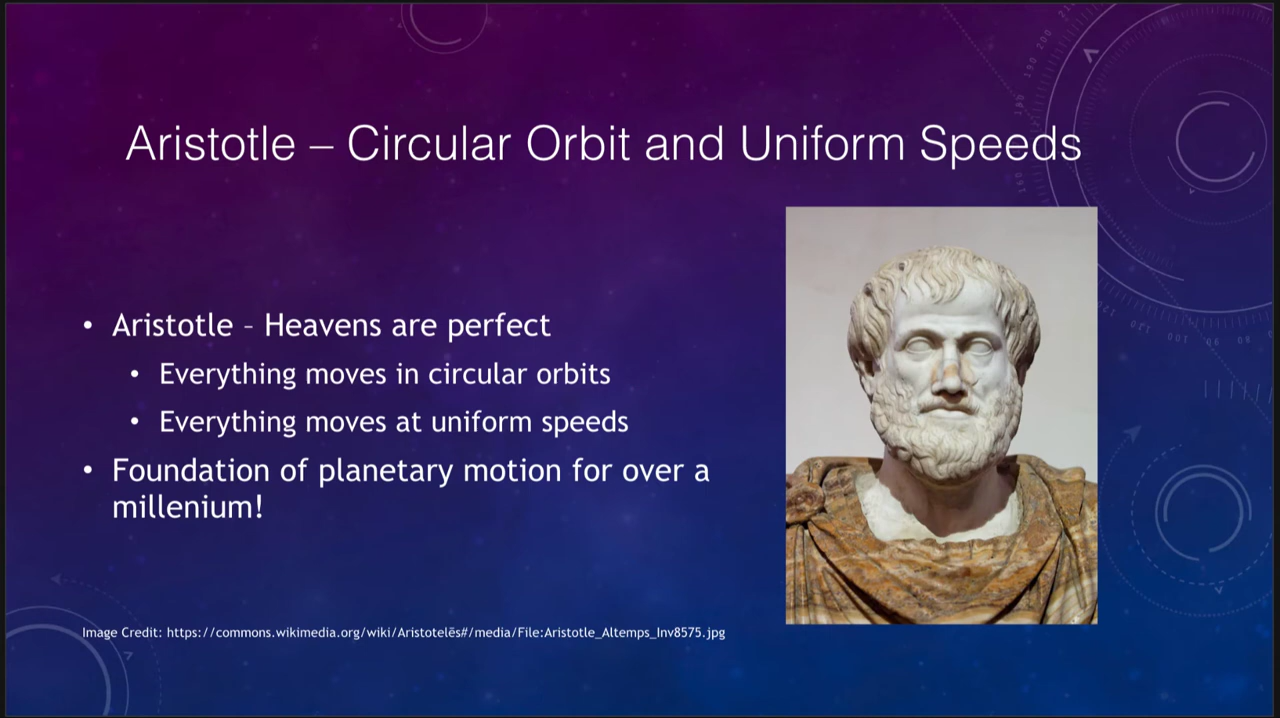 Aristotle – Circular Orbit and Uniform Speeds
• Aristotle – Heavens are perfect
• Everything moves in circular orbits
• Everything moves at uniform speeds
• Foundation of planetary motion for over a
millenium!
Image Credit: https://commons.wikimedia.org/wiki/Aristotelēs#/media/File:Aristotle_Altemps_Inv8575.jpg